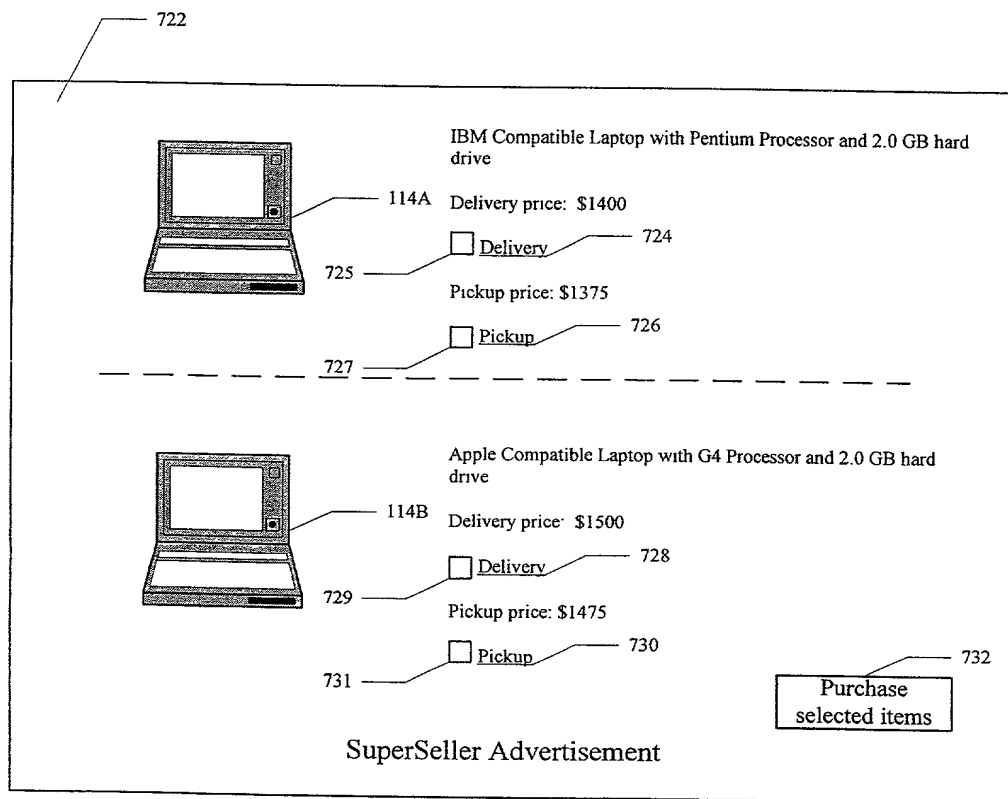 722
IBM Compatible Laptop with Pentium Processor and 2.0 GB hard
drive
114A
Delivery price: $1400
Delivery
724
725
Pickup price: $1375
Pickup
726
727
Apple Compatible Laptop with G4 Processor and 2.0 GB hard
drive
114B
Delivery price: $1500
Delivery
728
729
Pickup price: $1475
Pickup
730
731
732
Purchase
selected items
SuperSeller Advertisement